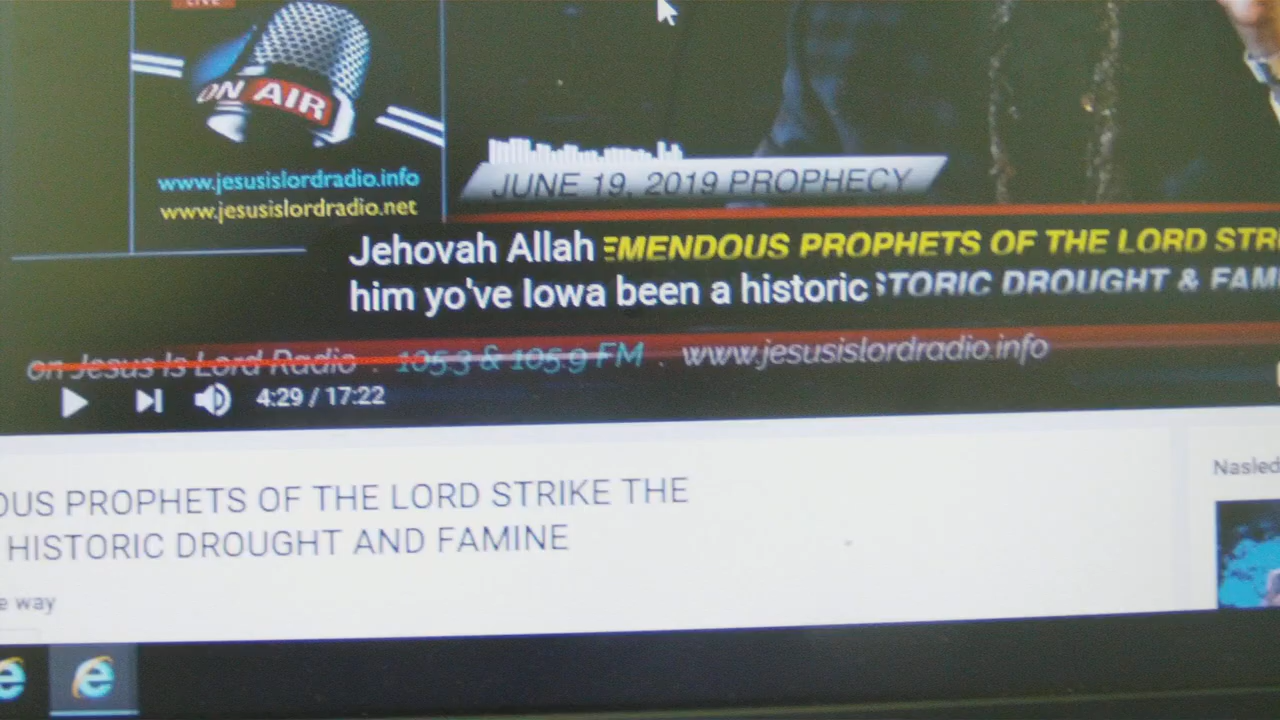 LIVE
ON AIR
www.jesusislordradio.info
www.jesusislordradio.net
JUNE 19, 2019 PROPHECY
Jehovah Allah EMENDOUS PROPHETS OF THE LORD STR
him yo've Iowa been a historic TORIC DROUGHT & FAM
on Jesus Is Lord Radio . 105.3 & 105.9 FM . www.jesusislordradio.info
4:29 / 17:22
OUS PROPHETS OF THE LORD STRIKE THE
HISTORIC DROUGHT AND FAMINE
e way
Nasled